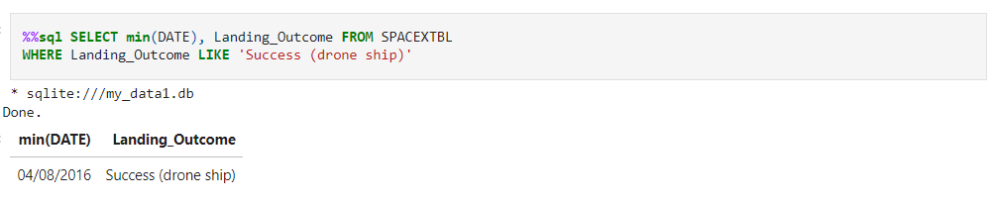 %%sql SELECT min(DATE), Landing_Outcome FROM SPACEXTBL
WHERE Landing_Outcome LIKE 'Success (drone ship)'
* sqlite:///my_data1.db
Done.
min(DATE) Landing_Outcome
04/08/2016 Success (drone ship)